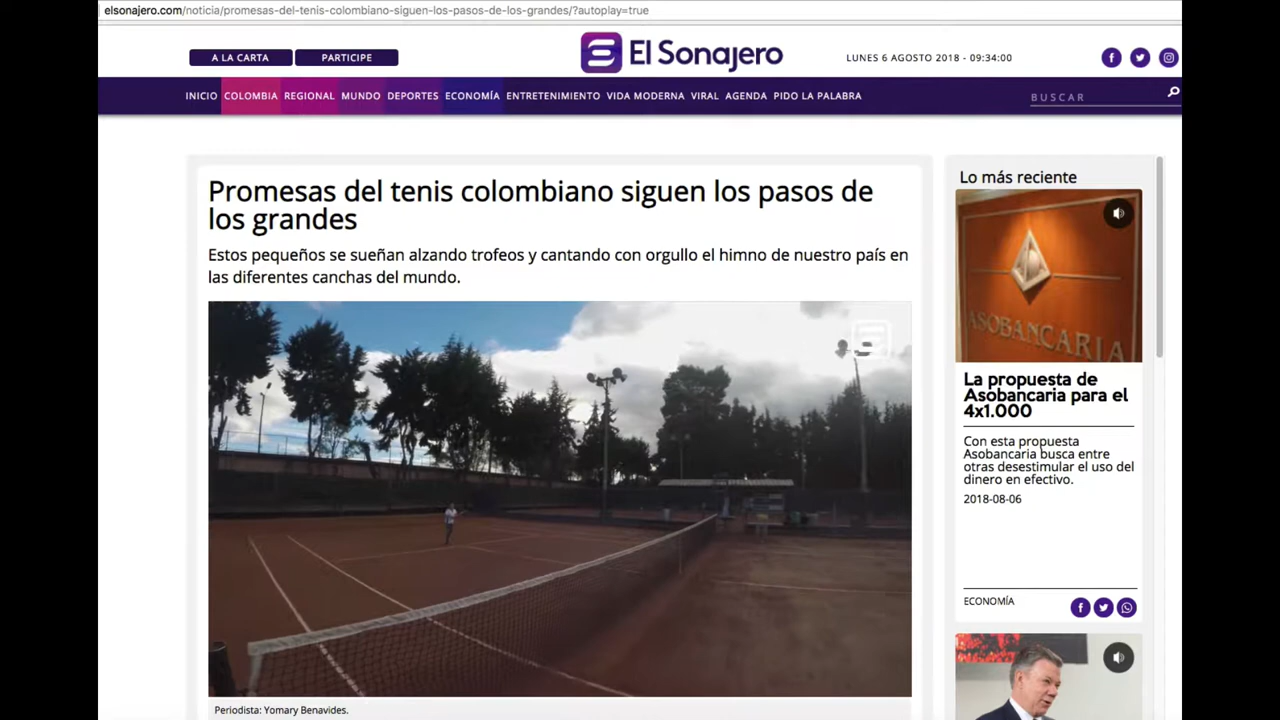 elsonajero.com/noticia/promesas-del-tenis-colombiano-siguen-los-pasos-de-los-grandes/?autoplay=true
A LA CARTA
PARTICIPE
El Sonajero
LUNES 6 AGOSTO 2018 - 09:34:00
INICIO COLOMBIA REGIONAL MUNDO DEPORTES ECONOMÍA ENTRETENIMIENTO VIDA MODERNA VIRAL AGENDA PIDO LA PALABRA
BUSCAR
Promesas del tenis colombiano siguen los pasos de
los grandes
Estos pequeños se sueñan alzando trofeos y cantando con orgullo el himno de nuestro país en
las diferentes canchas del mundo.
Periodista: Yomary Benavides.
Lo más reciente
ASOBANCARIA
La propuesta de
Asobancaria para el
4x1.000
Con esta propuesta
Asobancaria busca entre
otras desestimular el uso del
dinero en efectivo.
2018-08-06
ECONOMÍA